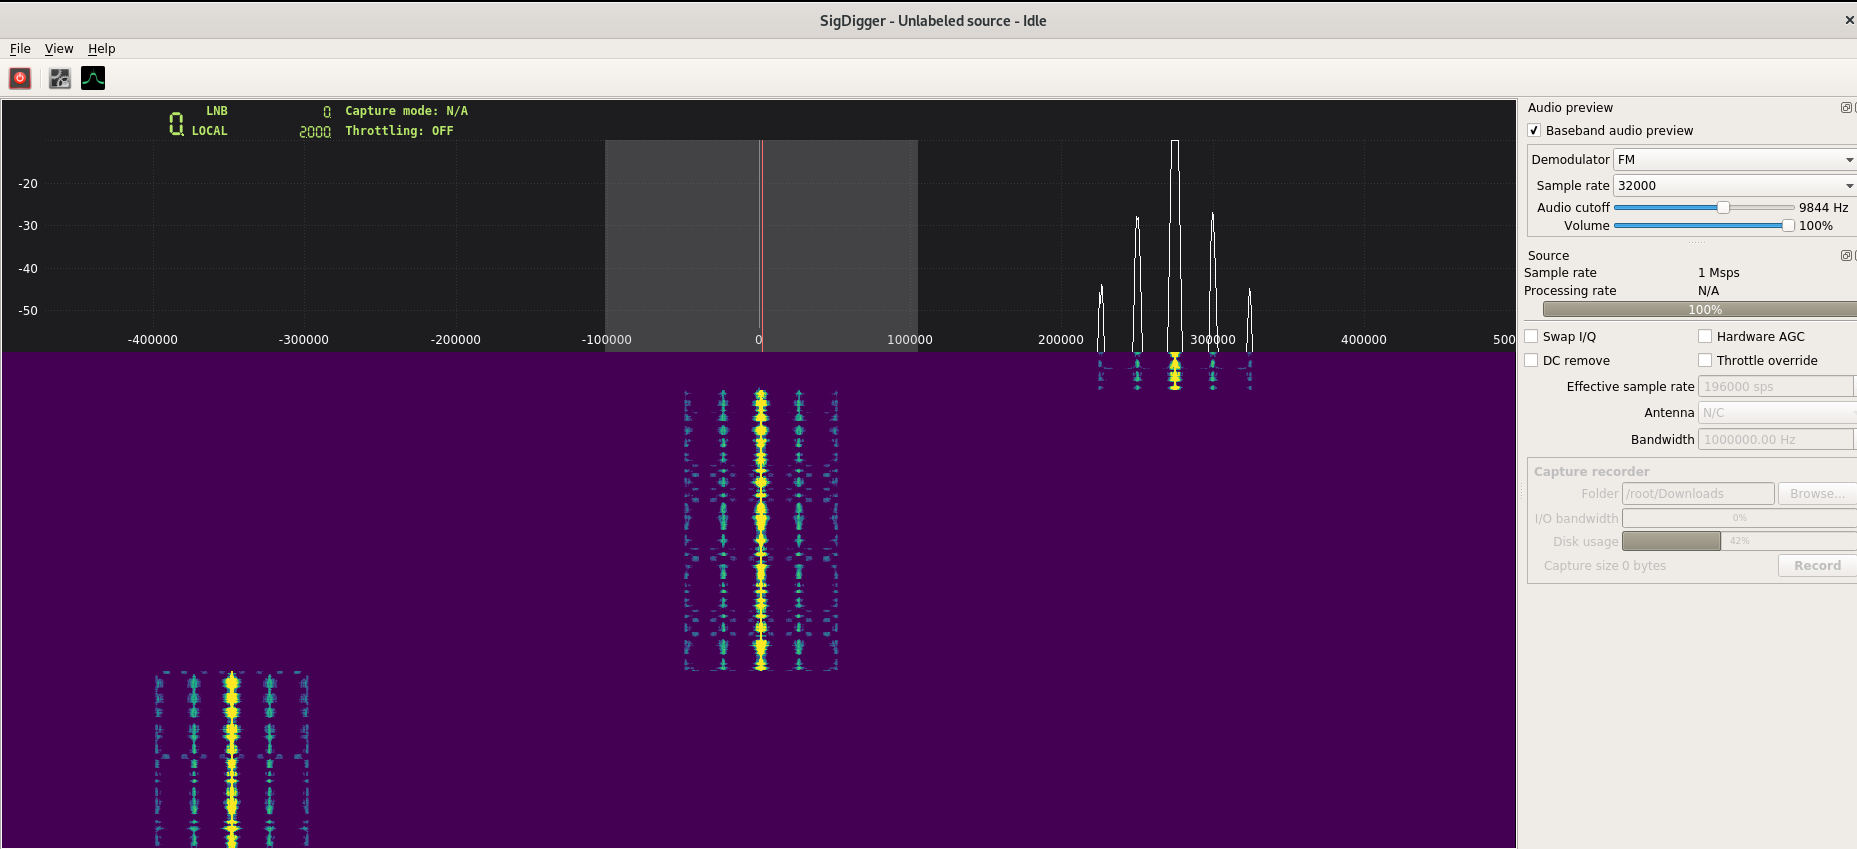 SigDigger - Unlabeled source - Idle
File View Help
0 LNB 0 Capture mode: N/A
LOCAL 2000 Throttling: OFF
-20
-30
-40
-50
-400000 -300000 -200000 -100000 0 100000 200000 300000 400000 500
Audio preview
Baseband audio preview
Demodulator FM
Sample rate 32000
Audio cutoff 9844 Hz
Volume 100%
Source
Sample rate 1 Msps
Processing rate N/A
100%
Swap I/Q Hardware AGC
DC remove Throttle override
Effective sample rate 196000 sps
Antenna N/C
Bandwidth 1000000.00 Hz
Capture recorder
Folder /root/Downloads Browse...
I/O bandwidth 0%
Disk usage 42%
Capture size 0 bytes Record